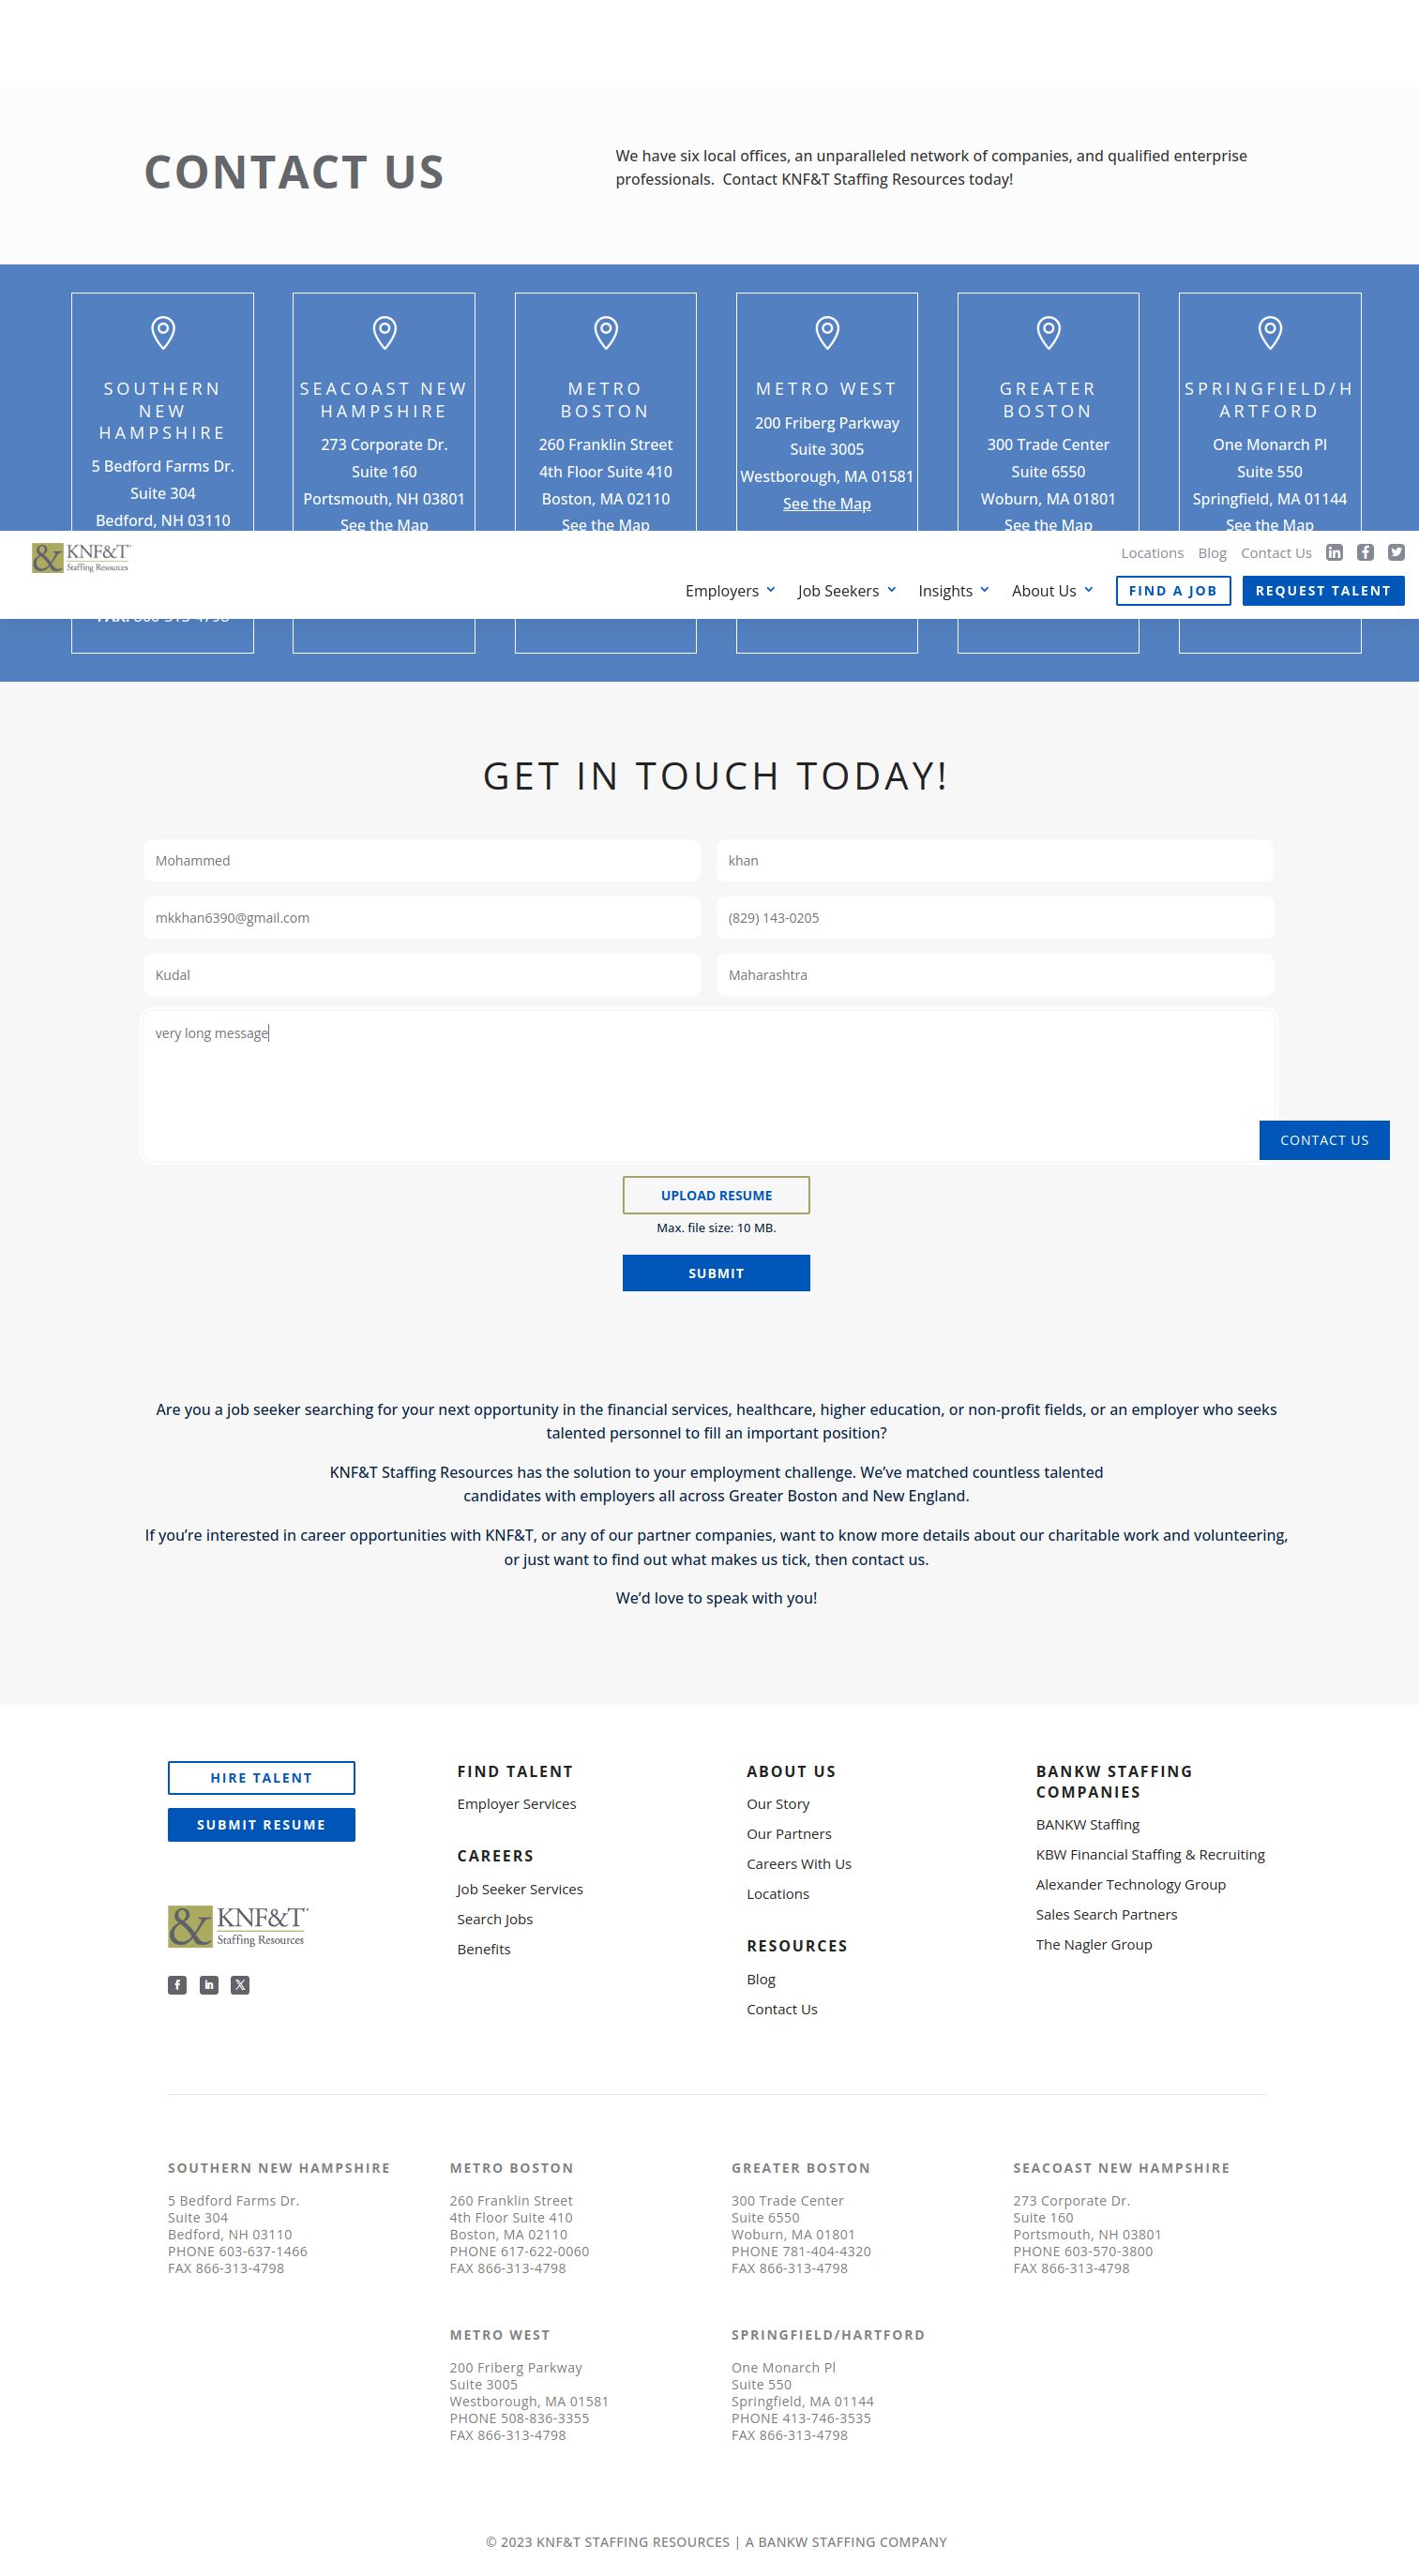 CONTACT US
We have six local offices, an unparalleled network of companies, and qualified enterprise
professionals. Contact KNF&T Staffing Resources today!
SOUTHERN
NEW
HAMPSHIRE
5 Bedford Farms Dr.
Suite 304
Bedford, NH 03110
SEACOAST NEW
HAMPSHIRE
273 Corporate Dr.
Suite 160
Portsmouth, NH 03801
See the Map
METRO
BOSTON
260 Franklin Street
4th Floor Suite 410
Boston, MA 02110
See the Map
METRO WEST
200 Friberg Parkway
Suite 3005
Westborough, MA 01581
See the Map
GREATER
BOSTON
300 Trade Center
Suite 6550
Woburn, MA 01801
See the Map
SPRINGFIELD/H
ARTFORD
One Monarch Pl
Suite 550
Springfield, MA 01144
See the Map
& KNF&T
Staffing Resources
Locations Blog Contact Us
Employers Job Seekers Insights About Us FIND A JOB REQUEST TALENT
GET IN TOUCH TODAY!
Mohammed khan
mkkhan6390@gmail.com (829) 143-0205
Kudal Maharashtra
very long message
CONTACT US
UPLOAD RESUME
Max. file size: 10 MB.
SUBMIT
Are you a job seeker searching for your next opportunity in the financial services, healthcare, higher education, or non-profit fields, or an employer who seeks
talented personnel to fill an important position?
KNF&T Staffing Resources has the solution to your employment challenge. We’ve matched countless talented
candidates with employers all across Greater Boston and New England.
If you’re interested in career opportunities with KNF&T, or any of our partner companies, want to know more details about our charitable work and volunteering,
or just want to find out what makes us tick, then contact us.
We’d love to speak with you!
HIRE TALENT
SUBMIT RESUME
& KNF&T
Staffing Resources
FIND TALENT
Employer Services
CAREERS
Job Seeker Services
Search Jobs
Benefits
ABOUT US
Our Story
Our Partners
Careers With Us
Locations
RESOURCES
Blog
Contact Us
BANKW STAFFING
COMPANIES
BANKW Staffing
KBW Financial Staffing & Recruiting
Alexander Technology Group
Sales Search Partners
The Nagler Group
SOUTHERN NEW HAMPSHIRE
5 Bedford Farms Dr.
Suite 304
Bedford, NH 03110
PHONE 603-637-1466
FAX 866-313-4798
METRO BOSTON
260 Franklin Street
4th Floor Suite 410
Boston, MA 02110
PHONE 617-622-0060
FAX 866-313-4798
GREATER BOSTON
300 Trade Center
Suite 6550
Woburn, MA 01801
PHONE 781-404-4320
FAX 866-313-4798
SEACOAST NEW HAMPSHIRE
273 Corporate Dr.
Suite 160
Portsmouth, NH 03801
PHONE 603-570-3800
FAX 866-313-4798
METRO WEST
200 Friberg Parkway
Suite 3005
Westborough, MA 01581
PHONE 508-836-3355
FAX 866-313-4798
SPRINGFIELD/HARTFORD
One Monarch Pl
Suite 550
Springfield, MA 01144
PHONE 413-746-3535
FAX 866-313-4798
© 2023 KNF&T STAFFING RESOURCES | A BANKW STAFFING COMPANY